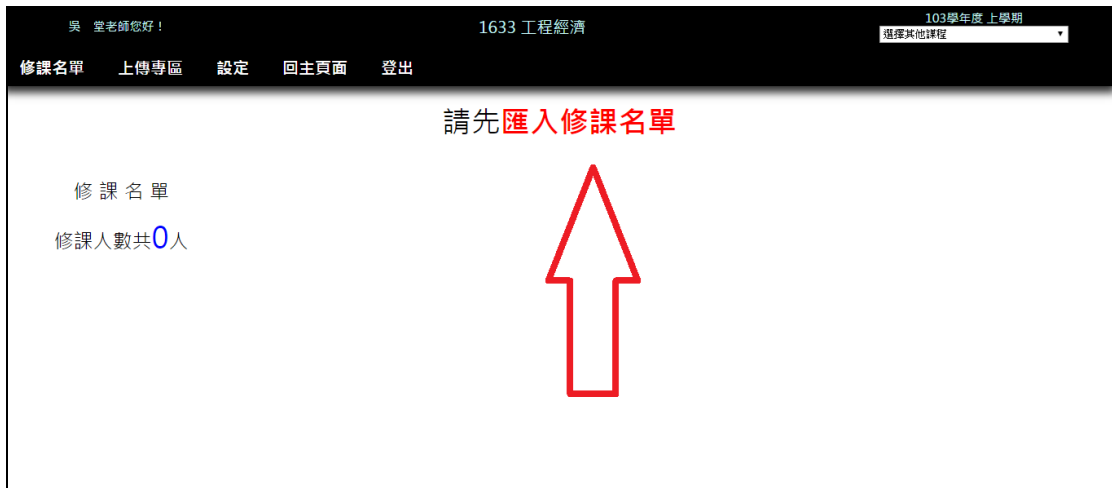 吳 堂老師您好！
1633 工程經濟
103學年度 上學期
選擇其他課程
修課名單 上傳專區 設定 回主頁面 登出
請先匯入修課名單
修課名單
修課人數共0人